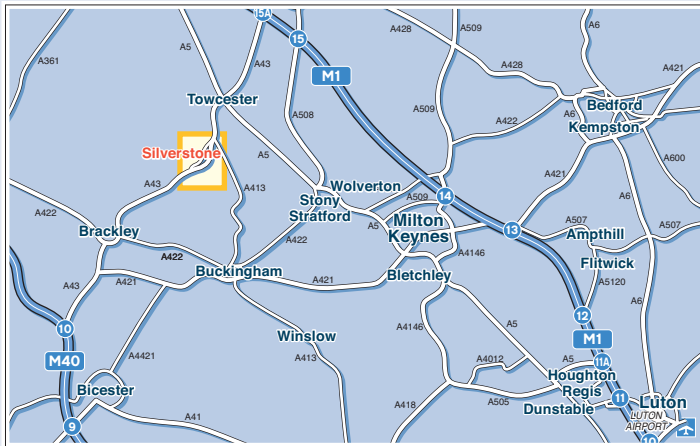 15A
A5
A428
A509
A6
15
A361
A43
M1
A428
A421
Towcester
A508
A509
A422
A6
Bedford
Kempston
Silverstone
A5
A600
A43
A413
Wolverton
A421
A6
A422
Stony
Stratford
A509
14
Milton
Keynes
A507
A507
Brackley
A422
A422
A5
13
Ampthill
A4146
Flitwick
Buckingham
Bletchley
A43
A421
A421
A5120
A6
10
Winslow
A4146
A5
12
M40
A4421
A413
A4012
M1
A5
11A
Houghton
Regis
Bicester
A418
A505
Dunstable
11
Luton
LUTON
AIRPORT
9
A41
10